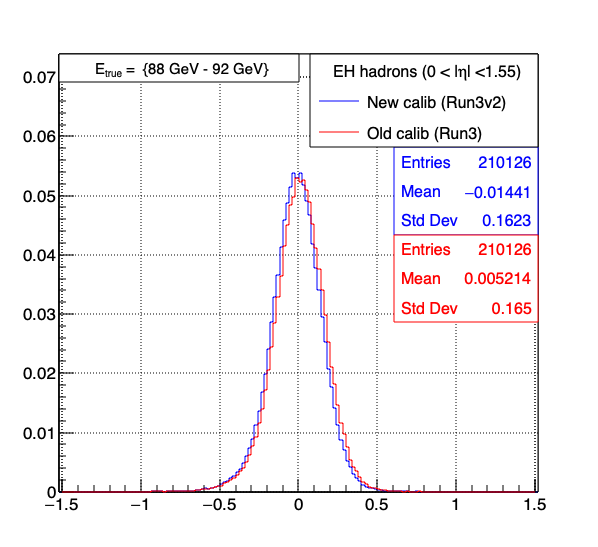 E_true = {88 GeV - 92 GeV}
EH hadrons (0 < |η| <1.55)
New calib (Run3v2)
Old calib (Run3)
Entries 210126
Mean −0.01441
Std Dev 0.1623
Entries 210126
Mean 0.005214
Std Dev 0.165
0.07
0.06
0.05
0.04
0.03
0.02
0.01
0
−1.5 −1 −0.5 0 0.5 1 1.5